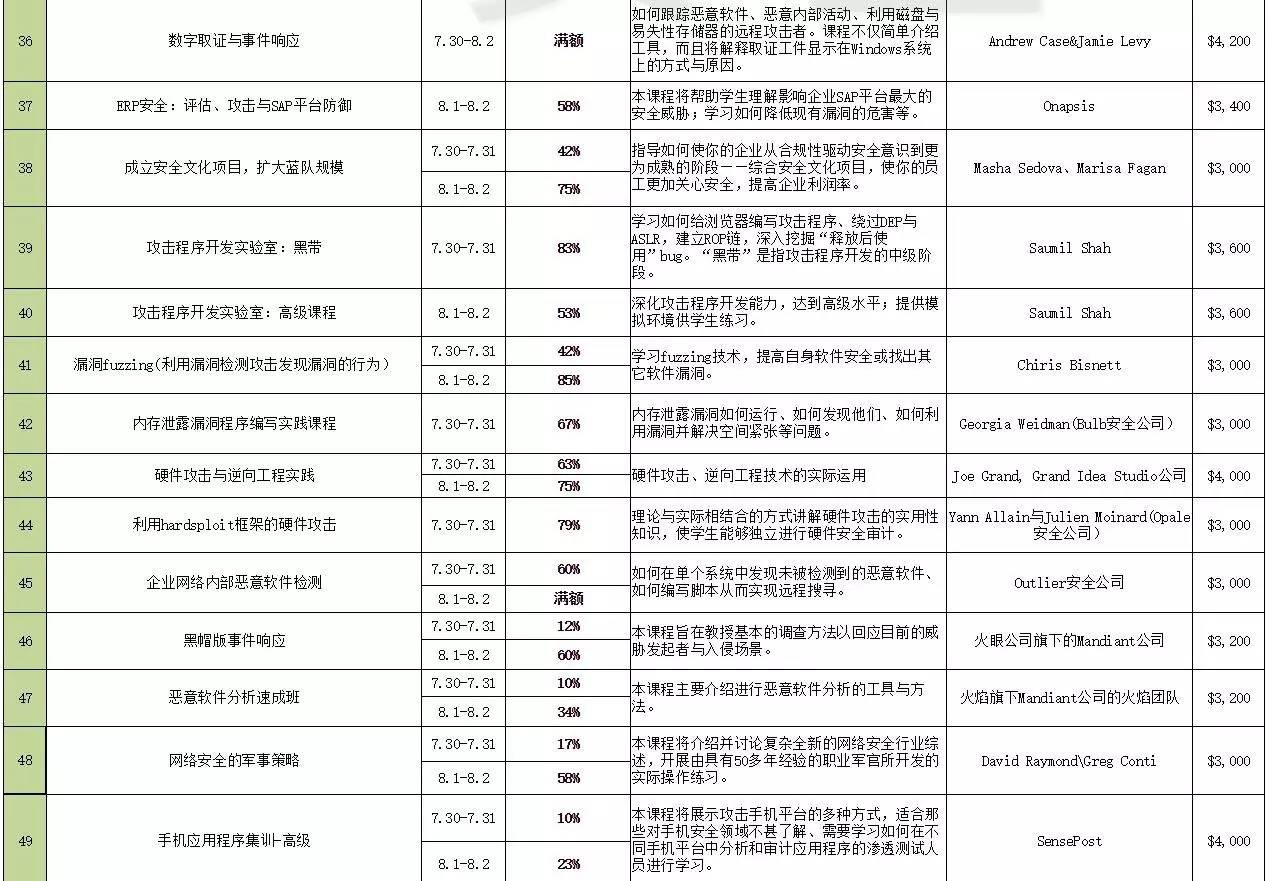 36
数字取证与事件响应
7.30-8.2
满额
如何跟踪恶意软件、恶意内部活动、利用磁盘与
易失性存储器的远程攻击者。课程不仅简单介绍
工具，而且将解释取证工件显示在Windows系统
上的方式与原因。
Andrew Case&Jamie Levy
$4,200
37
ERP安全：评估、攻击与SAP平台防御
8.1-8.2
58%
本课程将帮助学生理解影响企业SAP平台最大的
安全威胁；学习如何降低现有漏洞的危害等。
Onapsis
$3,400
38
成立安全文化项目，扩大蓝队规模
7.30-7.31
42%
8.1-8.2
75%
指导如何使你的企业从合规性驱动安全意识到更
为成熟的阶段——综合安全文化项目，使你的员
工更加关心安全，提高企业利润率。
Masha Sedova、Marisa Fagan
$3,000
39
攻击程序开发实验室：黑带
7.30-7.31
83%
学习如何给浏览器编写攻击程序、绕过DEP与
ASLR，建立ROP链，深入挖掘“释放后使
用”bug。“黑带”是指攻击程序开发的中级阶
段。
Saumil Shah
$3,600
40
攻击程序开发实验室：高级课程
8.1-8.2
53%
深化攻击程序开发能力，达到高级水平；提供模
拟环境供学生练习。
Saumil Shah
$3,600
41
漏洞fuzzing(利用漏洞检测攻击发现漏洞的行为）
7.30-7.31
42%
8.1-8.2
85%
学习fuzzing技术，提高自身软件安全或找出其
它软件漏洞。
Chiris Bisnett
$3,000
42
内存泄露漏洞程序编写实践课程
7.30-7.31
67%
内存泄露漏洞如何运行、如何发现他们、如何利
用漏洞并解决空间紧张等问题。
Georgia Weidman(Bulb安全公司）
$3,000
43
硬件攻击与逆向工程实践
7.30-7.31
63%
8.1-8.2
75%
硬件攻击、逆向工程技术的实际运用
Joe Grand, Grand Idea Studio公司
$4,000
44
利用hardsploit框架的硬件攻击
7.30-7.31
79%
理论与实际相结合的方式讲解硬件攻击的实用性
知识，使学生能够独立进行硬件安全审计。
Yann Allain与Julien Moinard(Opale
安全公司）
$3,000
45
企业网络内部恶意软件检测
7.30-7.31
60%
8.1-8.2
满额
如何在单个系统中发现未被检测到的恶意软件、
如何编写脚本从而实现远程搜寻。
Outlier安全公司
$3,000
46
黑帽版事件响应
7.30-7.31
12%
8.1-8.2
60%
本课程旨在教授基本的调查方法以回应目前的威
胁发起者与入侵场景。
火眼公司旗下的Mandiant公司
$3,200
47
恶意软件分析速成班
7.30-7.31
10%
8.1-8.2
34%
本课程主要介绍进行恶意软件分析的工具与方
法。
火焰旗下Mandiant公司的火焰团队
$3,200
48
网络安全的军事策略
7.30-7.31
17%
8.1-8.2
58%
本课程将介绍并讨论复杂全新的网络安全行业综
述，开展由具有50多年经验的职业军官所开发的
实际操作练习。
David Raymond\Greg Conti
$3,000
49
手机应用程序集训-高级
7.30-7.31
10%
8.1-8.2
23%
本课程将展示攻击手机平台的多种方式，适合那
些对手机安全领域不甚了解、需要学习如何在不
同手机平台中分析和审计应用程序的渗透测试人
员进行学习。
SensePost
$4,000